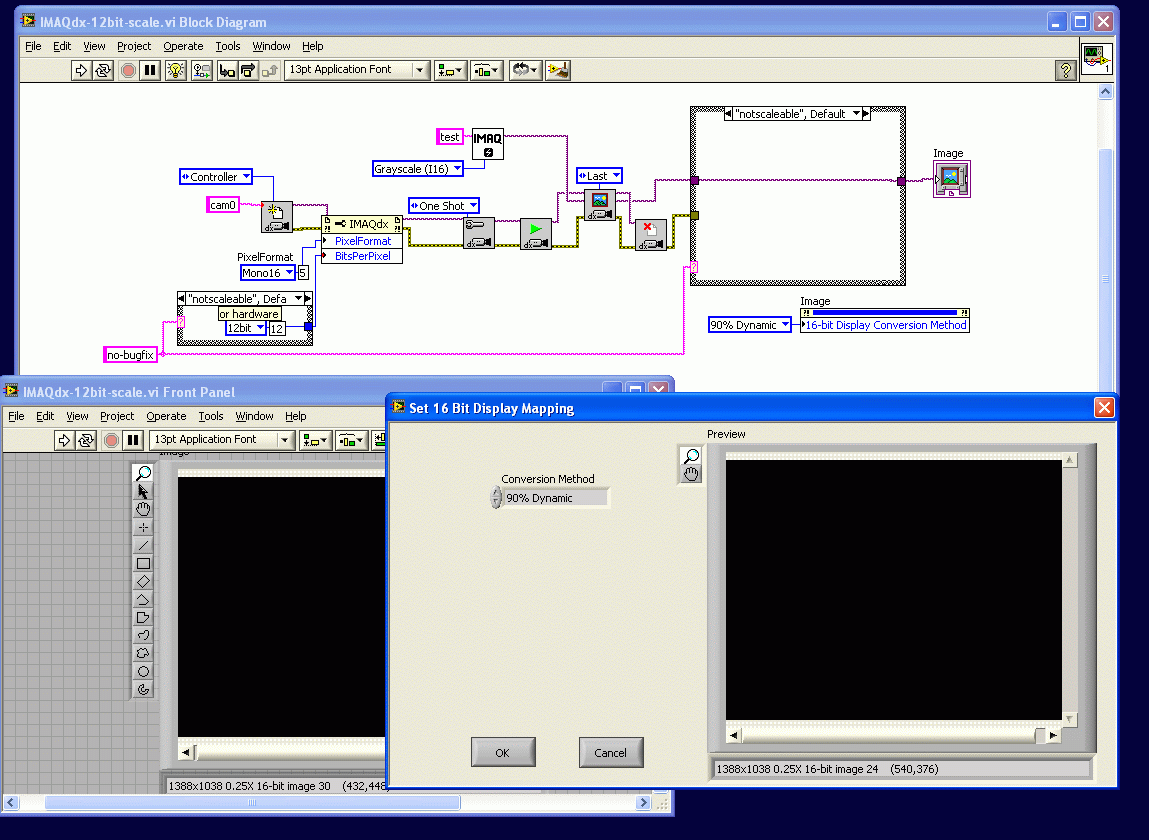 IMAQdx-12bit-scale.vi Block Diagram
File Edit View Project Operate Tools Window Help
13pt Application Font
?
1
"notscaleable", Default
test
IMAQ
Grayscale (I16)
Image
Controller
Last
cam0
One Shot
IMAQdx
PixelFormat
BitsPerPixel
PixelFormat
Mono16
5
"notscaleable", Defa
or hardware
12bit
12
Image
90% Dynamic
16-bit Display Conversion Method
no-bugfix
IMAQdx-12bit-scale.vi Front Panel
File Edit View Project Operate Tools Window Help
13pt Application Font
Image
1388x1038 0.25X 16-bit image 30 (432,448
Set 16 Bit Display Mapping
Preview
Conversion Method
90% Dynamic
OK
Cancel
1388x1038 0.25X 16-bit image 24 (540,376)